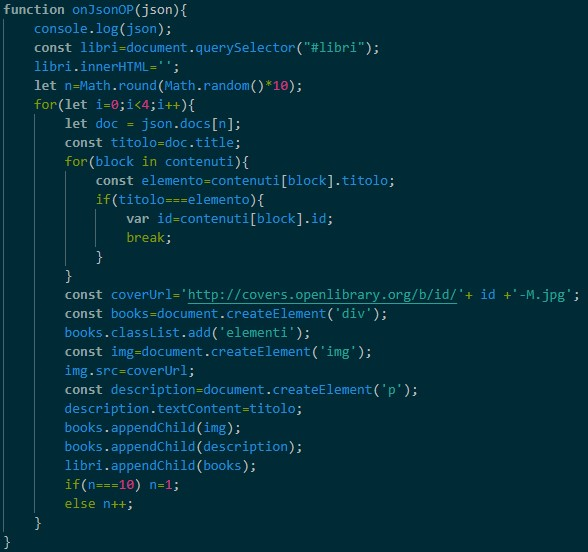 function onJsonOP(json){
    console.log(json);
    const libri=document.querySelector("#libri");
    libri.innerHTML='';
    let n=Math.round(Math.random()*10);
    for(let i=0;i<4;i++){
        let doc = json.docs[n];
        const titolo=doc.title;
        for(block in contenuti){
            const elemento=contenuti[block].titolo;
            if(titolo===elemento){
                var id=contenuti[block].id;
                break;
            }
        }
        const coverUrl='http://covers.openlibrary.org/b/id/'+ id +'-M.jpg';
        const books=document.createElement('div');
        books.classList.add('elementi');
        const img=document.createElement('img');
        img.src=coverUrl;
        const description=document.createElement('p');
        description.textContent=titolo;
        books.appendChild(img);
        books.appendChild(description);
        libri.appendChild(books);
        if(n===10) n=1;
        else n++;
    }
}